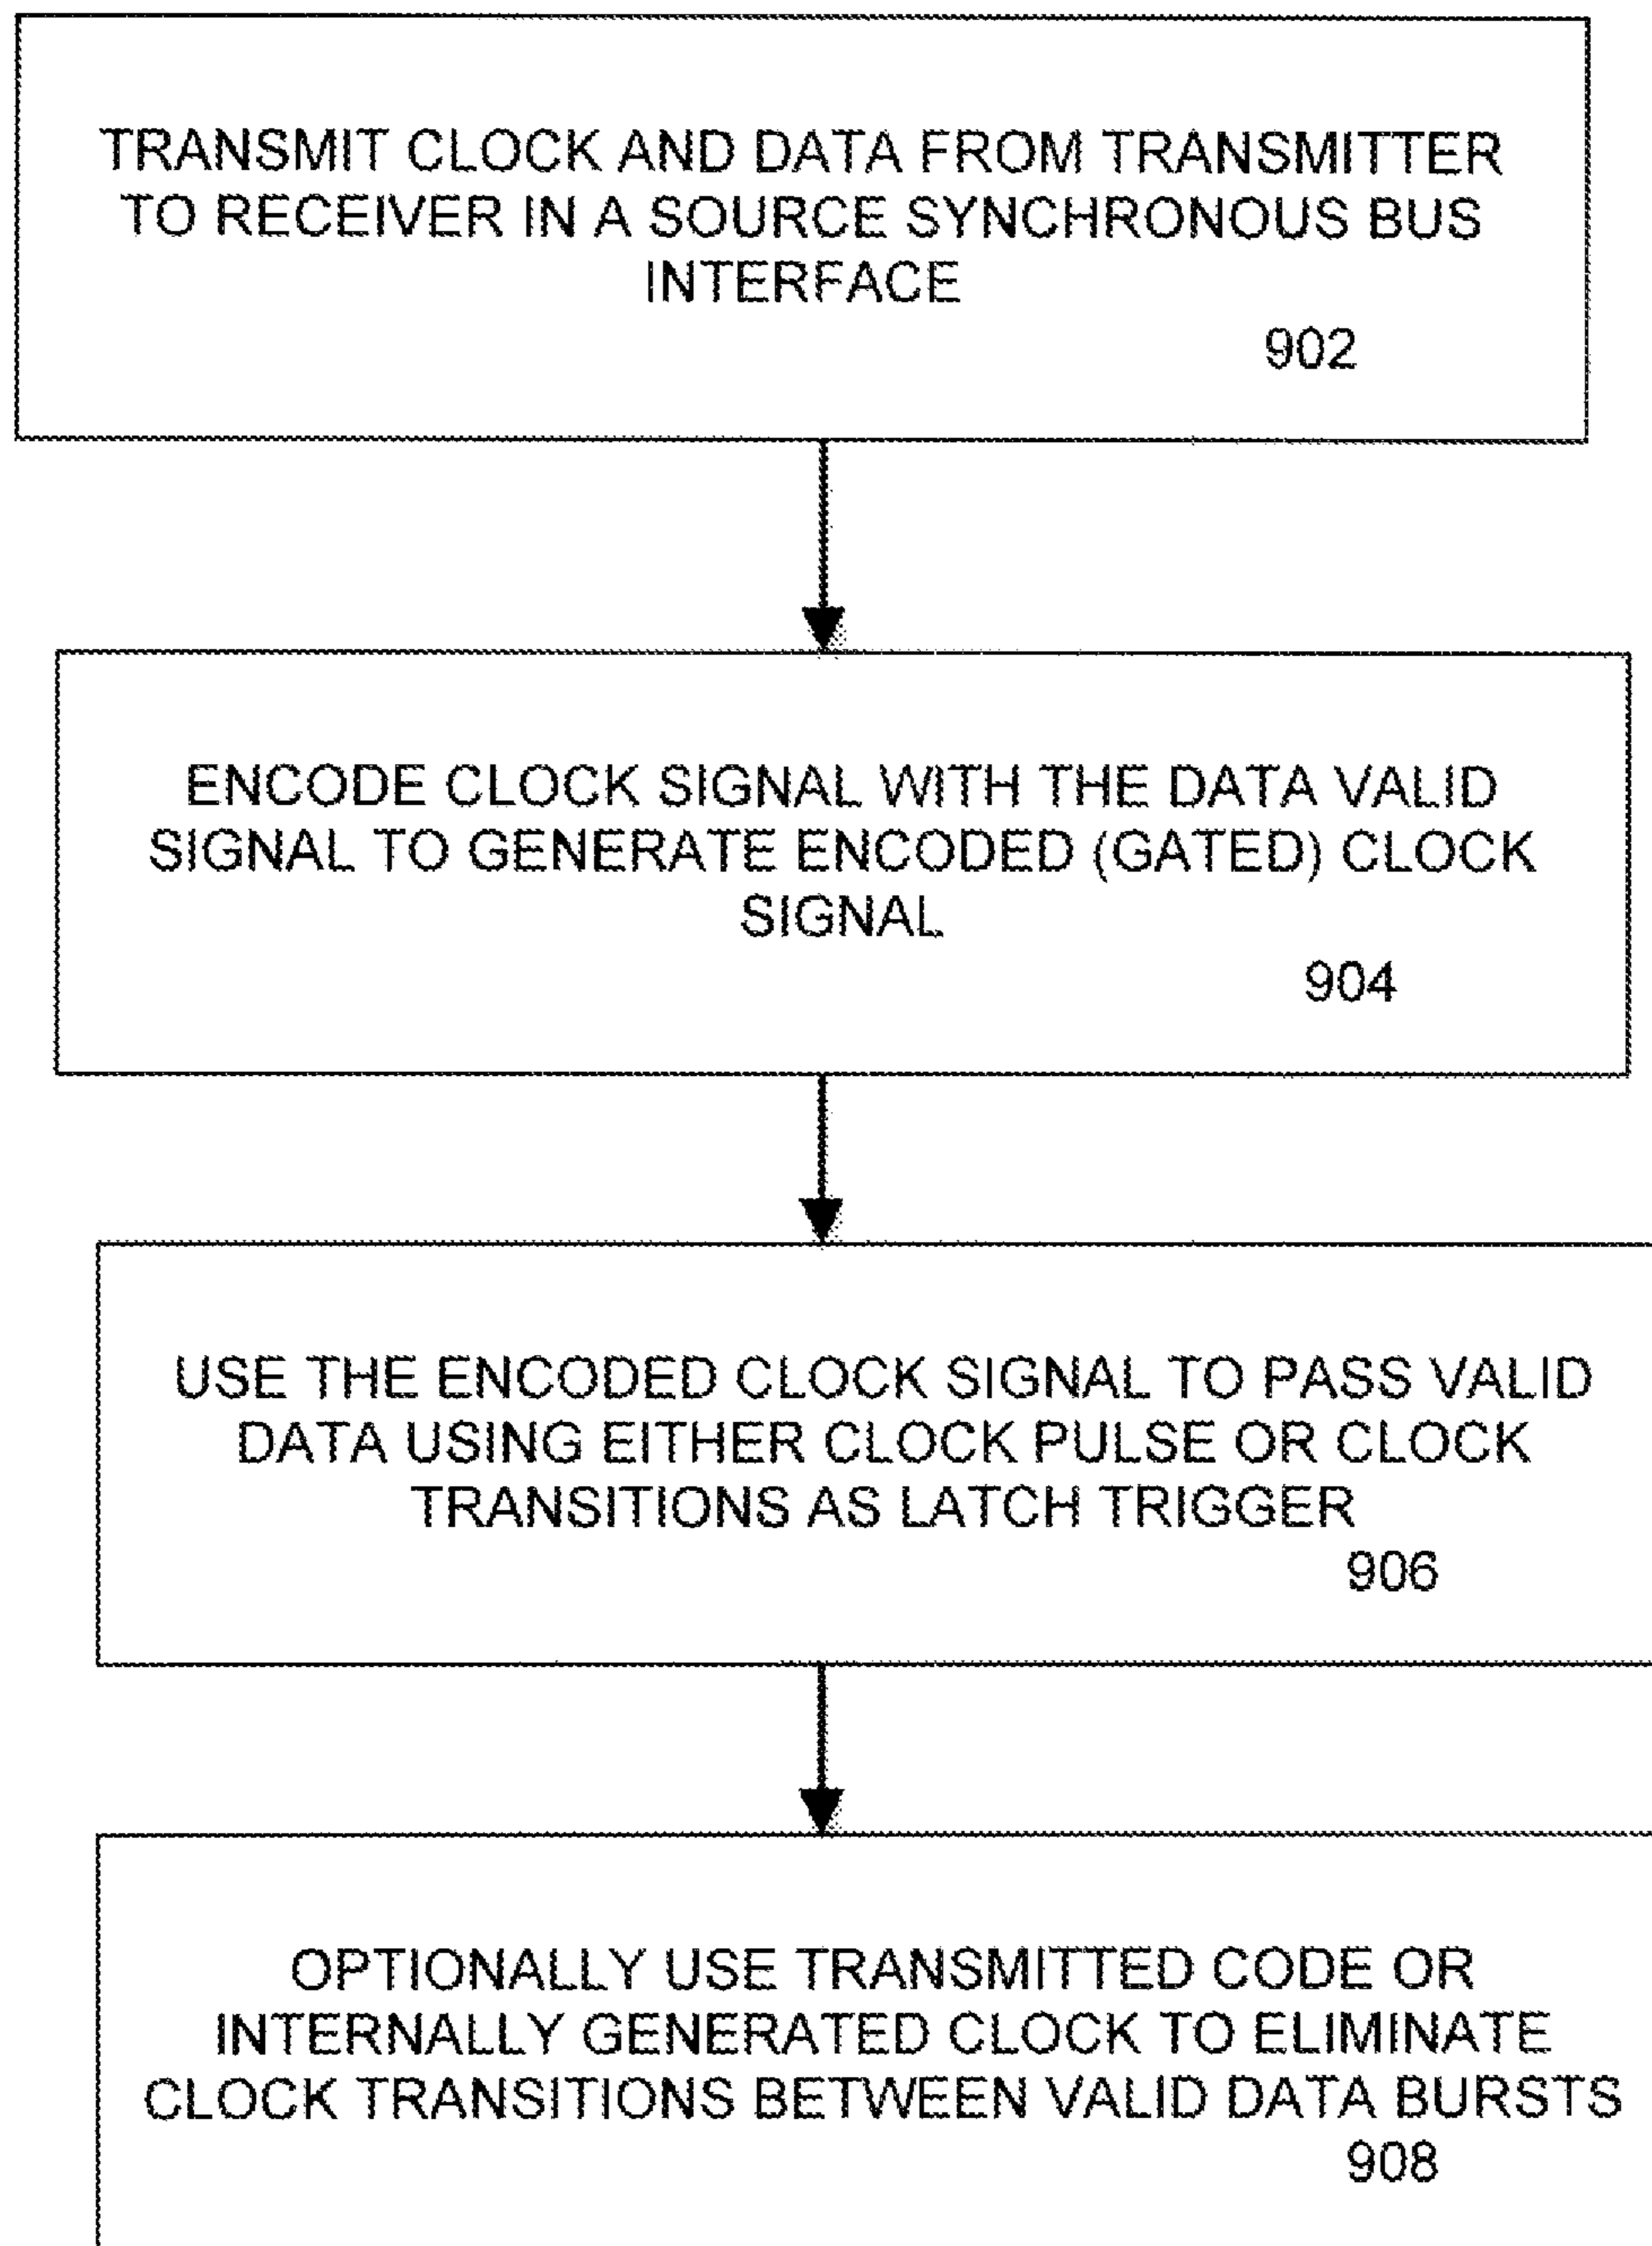 TRANSMIT CLOCK AND DATA FROM TRANSMITTER
TO RECEIVER IN A SOURCE SYNCHRONOUS BUS
INTERFACE
902
ENCODE CLOCK SIGNAL WITH THE DATA VALID
SIGNAL TO GENERATE ENCODED (GATED) CLOCK
SIGNAL
904
USE THE ENCODED CLOCK SIGNAL TO PASS VALID
DATA USING EITHER CLOCK PULSE OR CLOCK
TRANSITIONS AS LATCH TRIGGER
906
OPTIONALLY USE TRANSMITTED CODE OR
INTERNALLY GENERATED CLOCK TO ELIMINATE
CLOCK TRANSITIONS BETWEEN VALID DATA BURSTS
908